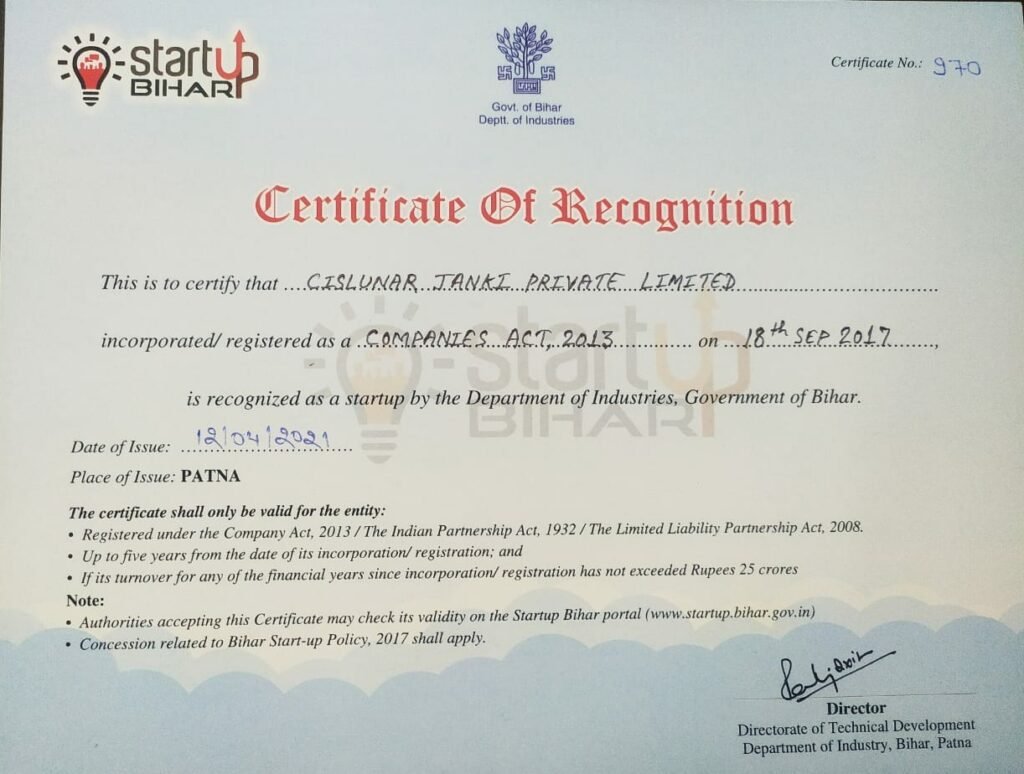 startup
BIHAR
Govt. of Bihar
Deptt. of Industries
Certificate No.: 970
Certificate Of Recognition
This is to certify that ....CISLUNAR JANKI PRIVATE LIMITED....
incorporated/ registered as a ..COMPANIES ACT, 2013.......... on ...18th SEP 2017......,
is recognized as a startup by the Department of Industries, Government of Bihar.
Date of Issue: 12/04/2021
Place of Issue: PATNA
The certificate shall only be valid for the entity:
• Registered under the Company Act, 2013 / The Indian Partnership Act, 1932 / The Limited Liability Partnership Act, 2008.
• Up to five years from the date of its incorporation/ registration; and
• If its turnover for any of the financial years since incorporation/ registration has not exceeded Rupees 25 crores
Note:
• Authorities accepting this Certificate may check its validity on the Startup Bihar portal (www.startup.bihar.gov.in)
• Concession related to Bihar Start-up Policy, 2017 shall apply.
Director
Directorate of Technical Development
Department of Industry, Bihar, Patna